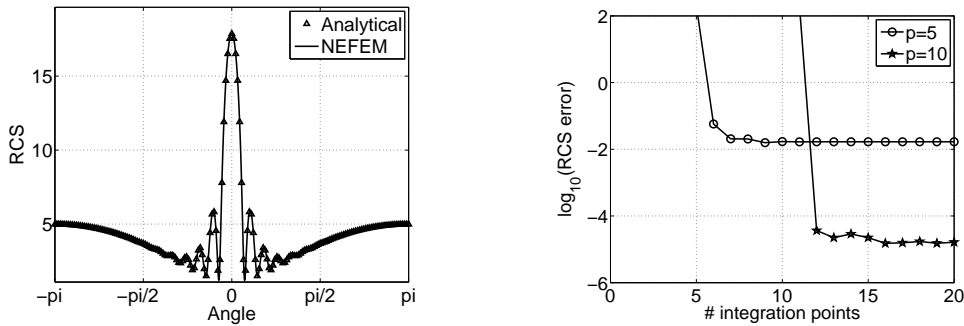 Analytical
NEFEM
15
10
5
RCS
−pi
−pi/2
0
pi/2
pi
Angle
p=5
p=10
2
0
−2
−4
−6
log10(RCS error)
0
5
10
15
20
# integration points